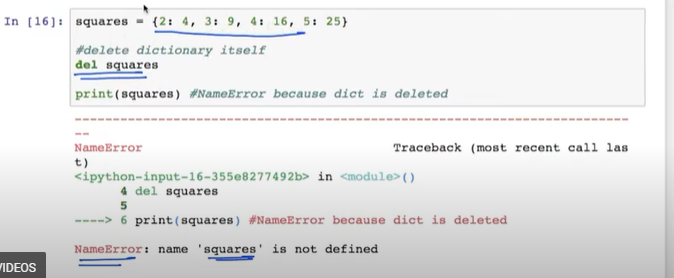 In [16]: squares = {2: 4, 3: 9, 4: 16, 5: 25}
#delete dictionary itself
del squares
print(squares) #NameError because dict is deleted
---------------------------------------------------------------------------
NameError                                 Traceback (most recent call las
t)
<ipython-input-16-355e8277492b> in <module>()
      4 del squares
      5
----> 6 print(squares) #NameError because dict is deleted
NameError: name 'squares' is not defined
VIDEOS